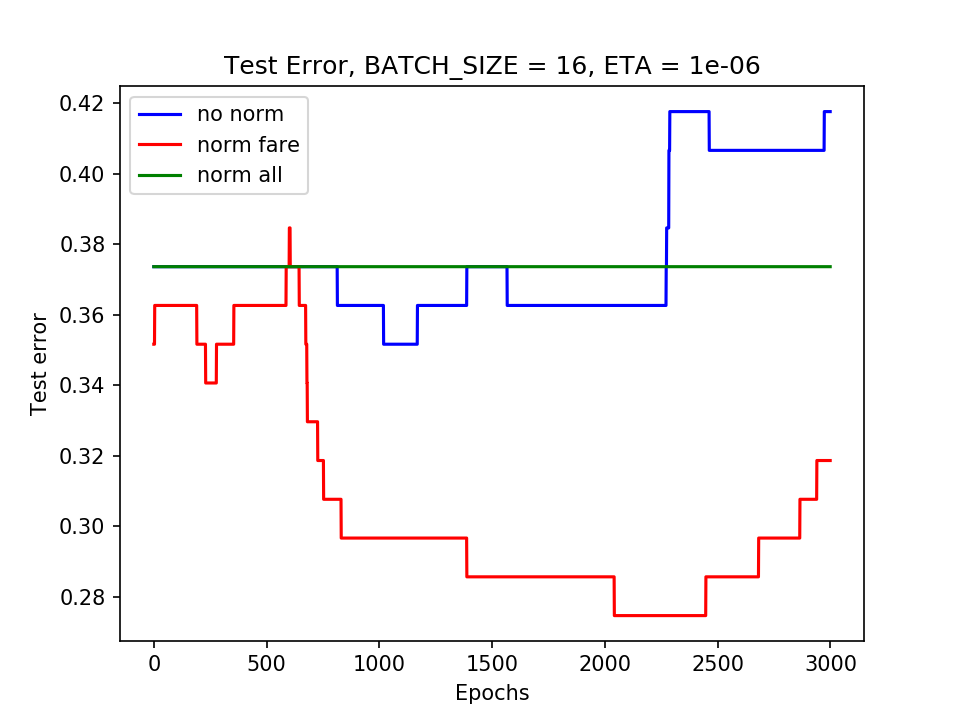 Test Error, BATCH_SIZE = 16, ETA = 1e-06
no norm
norm fare
norm all
Test error
0.42
0.40
0.38
0.36
0.34
0.32
0.30
0.28
0 500 1000 1500 2000 2500 3000
Epochs